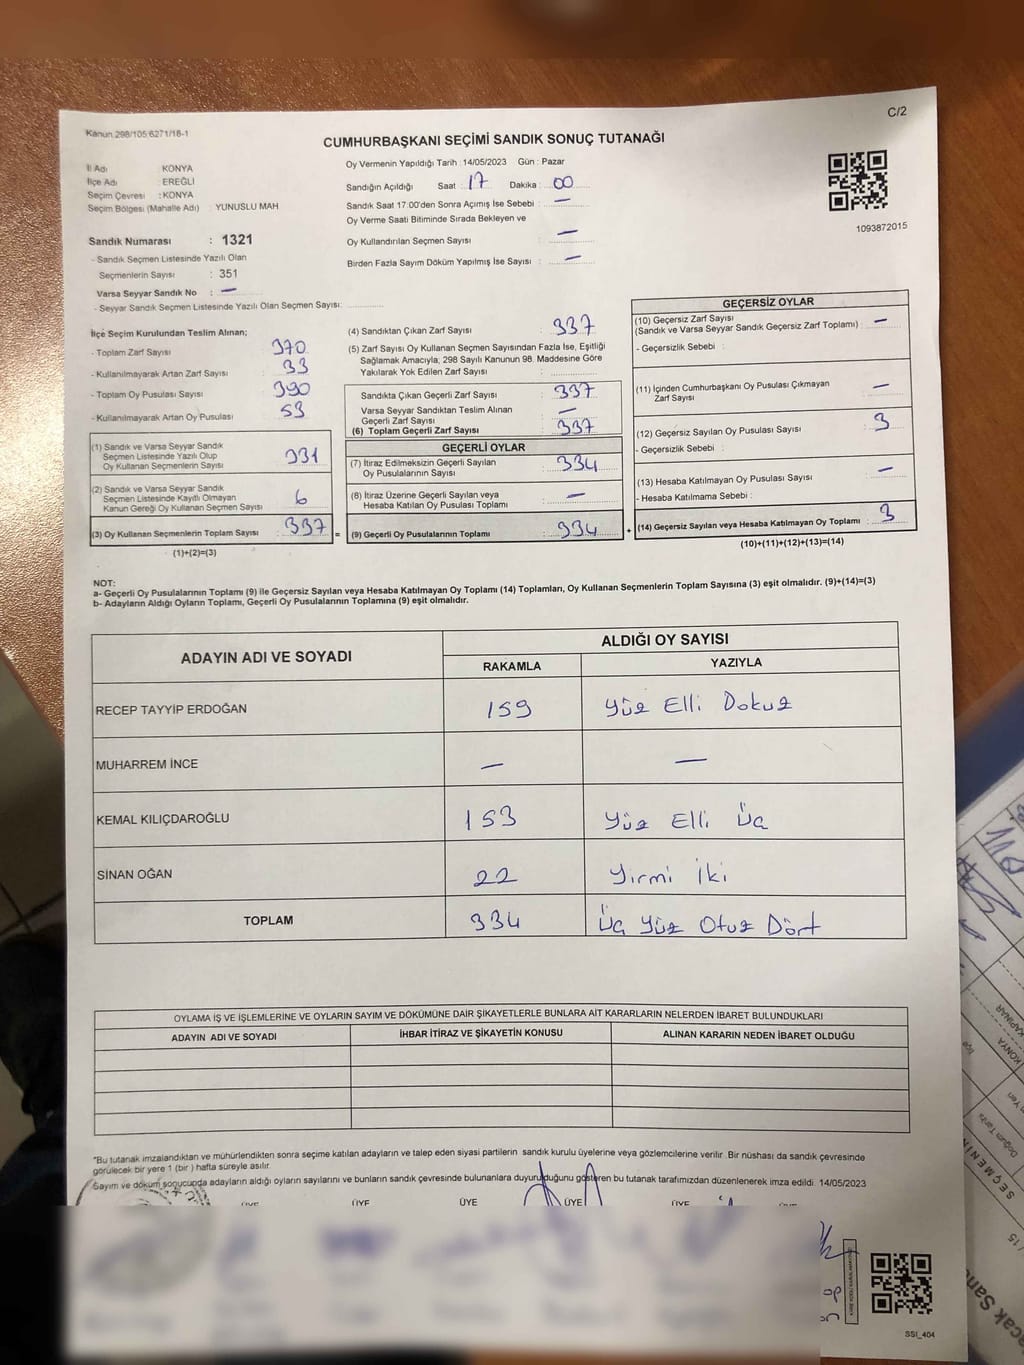 C/2
Kanun 298/105:6271/18-1
CUMHURBAŞKANI SEÇİMİ SANDIK SONUÇ TUTANAĞI
İl Adı : KONYA
İlçe Adı : EREĞLİ
Seçim Çevresi : KONYA
Seçim Bölgesi (Mahalle Adı) : YUNUSLU MAH
Sandık Numarası : 1321
- Sandık Seçmen Listesinde Yazılı Olan
Seçmenlerin Sayısı : 351
Varsa Seyyar Sandık No : —
- Seyyar Sandık Seçmen Listesinde Yazılı Olan Seçmen Sayısı:
Oy Vermenin Yapıldığı Tarih :14/05/2023 Gün : Pazar
Sandığın Açıldığı Saat : 17 Dakika : 00
Sandık Saat 17:00'den Sonra Açımış İse Sebebi : —
Oy Verme Saati Bitiminde Sırada Bekleyen ve
Oy Kullandırılan Seçmen Sayısı : —
Birden Fazla Sayım Döküm Yapılmış İse Sayısı : —
1093872015
İlçe Seçim Kurulundan Teslim Alınan;
- Toplam Zarf Sayısı 370
- Kullanılmayarak Artan Zarf Sayısı 33
- Toplam Oy Pusulası Sayısı 390
- Kullanılmayarak Artan Oy Pusulası 53
(1) Sandık ve Varsa Seyyar Sandık
Seçmen Listesinde Yazılı Olup
Oy Kullanan Seçmenlerin Sayısı 331
(2) Sandık ve Varsa Seyyar Sandık
Seçmen Listesinde Kayıtlı Olmayan
Kanun Gereği Oy Kullanan Seçmen Sayısı 6
(3) Oy Kullanan Seçmenlerin Toplam Sayısı 337 =
(1)+(2)=(3)
(4) Sandıktan Çıkan Zarf Sayısı : 337
(5) Zarf Sayısı Oy Kullanan Seçmen Sayısından Fazla İse, Eşitliği
Sağlamak Amacıyla; 298 Sayılı Kanunun 98. Maddesine Göre
Yakılarak Yok Edilen Zarf Sayısı :
Sandıkta Çıkan Geçerli Zarf Sayısı : 337
Varsa Seyyar Sandıktan Teslim Alınan
Geçerli Zarf Sayısı : —
(6) Toplam Geçerli Zarf Sayısı : 337
GEÇERLİ OYLAR
(7) İtiraz Edilmeksizin Geçerli Sayılan
Oy Pusulalarının Sayısı : 334
(8) İtiraz Üzerine Geçerli Sayılan veya
Hesaba Katılan Oy Pusulası Toplamı : —
(9) Geçerli Oy Pusulalarının Toplamı : 334 +
GEÇERSİZ OYLAR
(10) Geçersiz Zarf Sayısı
(Sandık ve Varsa Seyyar Sandık Geçersiz Zarf Toplamı) : —
- Geçersizlik Sebebi :
(11) İçinden Cumhurbaşkanı Oy Pusulası Çıkmayan
Zarf Sayısı : —
(12) Geçersiz Sayılan Oy Pusulası Sayısı : 3
- Geçersizlik Sebebi :
(13) Hesaba Katılmayan Oy Pusulası Sayısı : —
- Hesaba Katılmama Sebebi :
(14) Geçersiz Sayılan veya Hesaba Katılmayan Oy Toplamı : 3
(10)+(11)+(12)+(13)=(14)
NOT:
a- Geçerli Oy Pusulalarının Toplamı (9) ile Geçersiz Sayılan veya Hesaba Katılmayan Oy Toplamı (14) Toplamları, Oy Kullanan Seçmenlerin Toplam Sayısına (3) eşit olmalıdır. (9)+(14)=(3)
b- Adayların Aldığı Oyların Toplamı, Geçerli Oy Pusulalarının Toplamına (9) eşit olmalıdır.
ADAYIN ADI VE SOYADI
ALDIĞI OY SAYISI
RAKAMLA YAZIYLA
RECEP TAYYİP ERDOĞAN 159 Yüz Elli Dokuz
MUHARREM İNCE — —
KEMAL KILIÇDAROĞLU 153 Yüz Elli Üç
SİNAN OĞAN 22 Yirmi İki
TOPLAM 334 Üç Yüz Otuz Dört
OYLAMA İŞ VE İŞLEMLERİNE VE OYLARIN SAYIM VE DÖKÜMÜNE DAİR ŞİKAYETLERLE BUNLARA AİT KARARLARIN NELERDEN İBARET BULUNDUKLARI
ADAYIN ADI VE SOYADI İHBAR İTİRAZ VE ŞİKAYETİN KONUSU ALINAN KARARIN NEDEN İBARET OLDUĞU
*Bu tutanak imzalandıktan ve mühürlendikten sonra seçime katılan adayların ve talep eden siyasi partilerin sandık kurulu üyelerine veya gözlemcilerine verilir. Bir nüshası da sandık çevresinde
görülecek bir yere 1 (bir) hafta süreyle asılır.
Sayım ve döküm sonucunda adayların aldığı oyların sayılarını ve bunların sandık çevresinde bulunanlara duyurulduğunu gösteren bu tutanak tarafımızdan düzenlenerek imza edildi. 14/05/2023
ÜYE ÜYE ÜYE ÜYE ÜYE ÜYE
SSI_404
KONYA